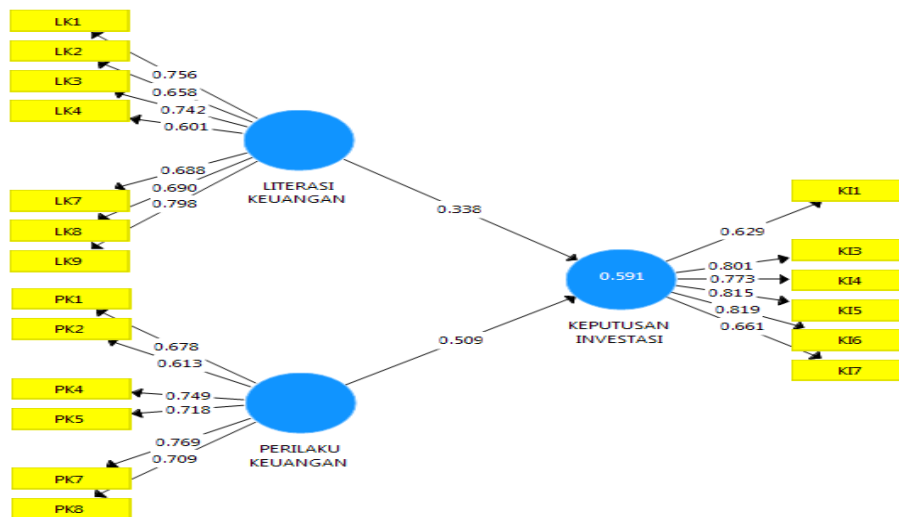 LK1
LK2
LK3
LK4
LK7
LK8
LK9
0.756
0.658
0.742
0.601
0.688
0.690
0.798
LITERASI
KEUANGAN
0.338
PK1
PK2
PK4
PK5
PK7
PK8
0.678
0.613
0.749
0.718
0.769
0.709
PERILAKU
KEUANGAN
0.509
0.591
KEPUTUSAN
INVESTASI
0.629
0.801
0.773
0.815
0.819
0.661
KI1
KI3
KI4
KI5
KI6
KI7